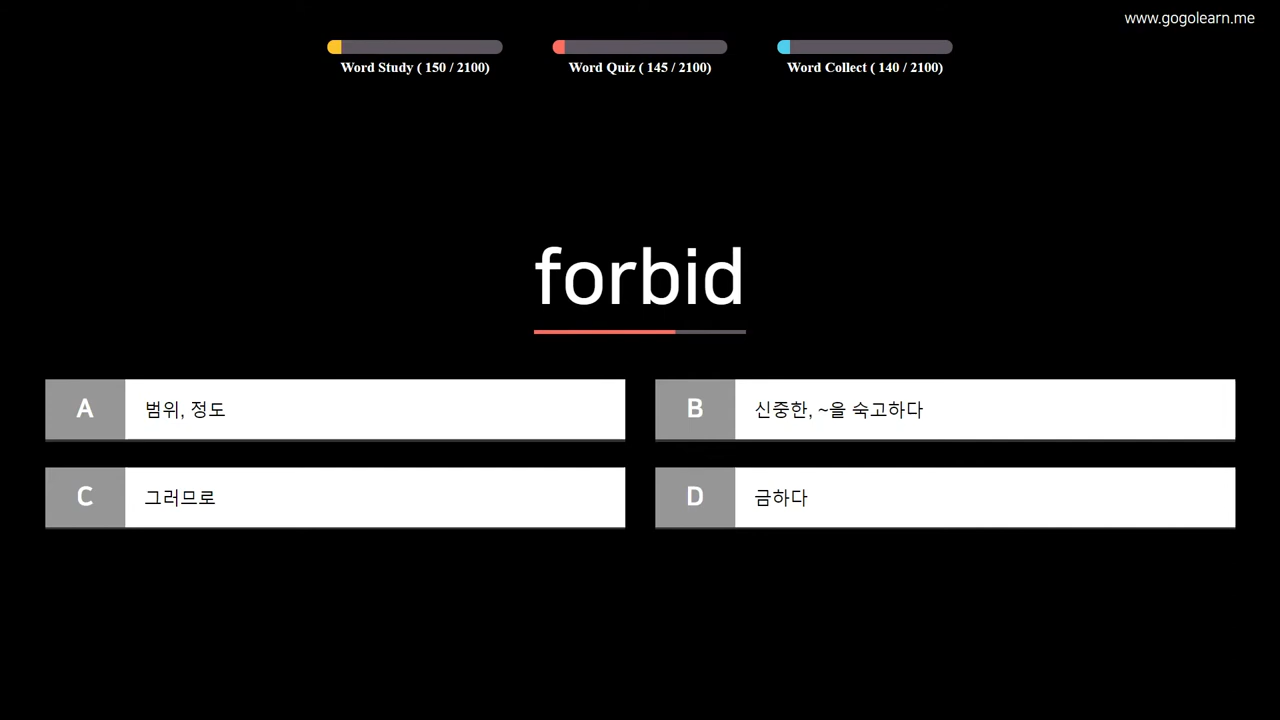 www.gogolearn.me
Word Study ( 150 / 2100)
Word Quiz ( 145 / 2100)
Word Collect ( 140 / 2100)
forbid
A 범위, 정도
B 신중한, ~을 숙고하다
C 그러므로
D 금하다